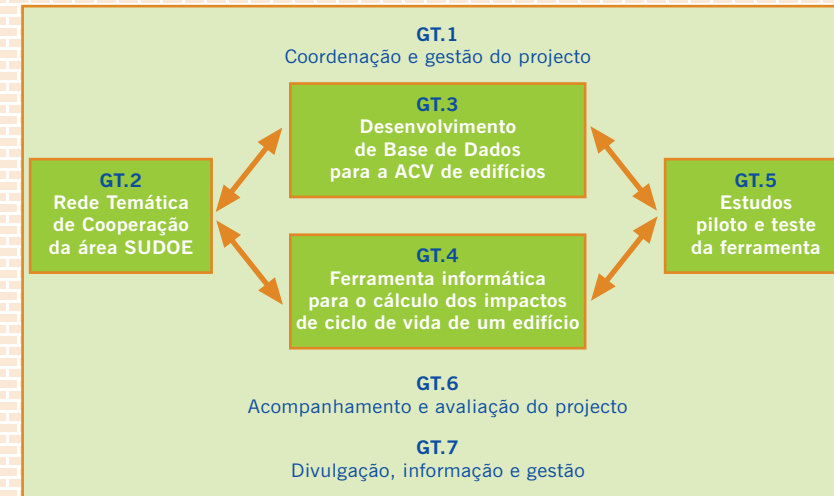 GT.1
Coordenação e gestão do projecto
GT.3
Desenvolvimento
de Base de Dados
para a ACV de edifícios
GT.2
Rede Temática
de Cooperação
da área SUDOE
GT.5
Estudos
piloto e teste
da ferramenta
GT.4
Ferramenta informática
para o cálculo dos impactos
de ciclo de vida de um edifício
GT.6
Acompanhamento e avaliação do projecto
GT.7
Divulgação, informação e gestão